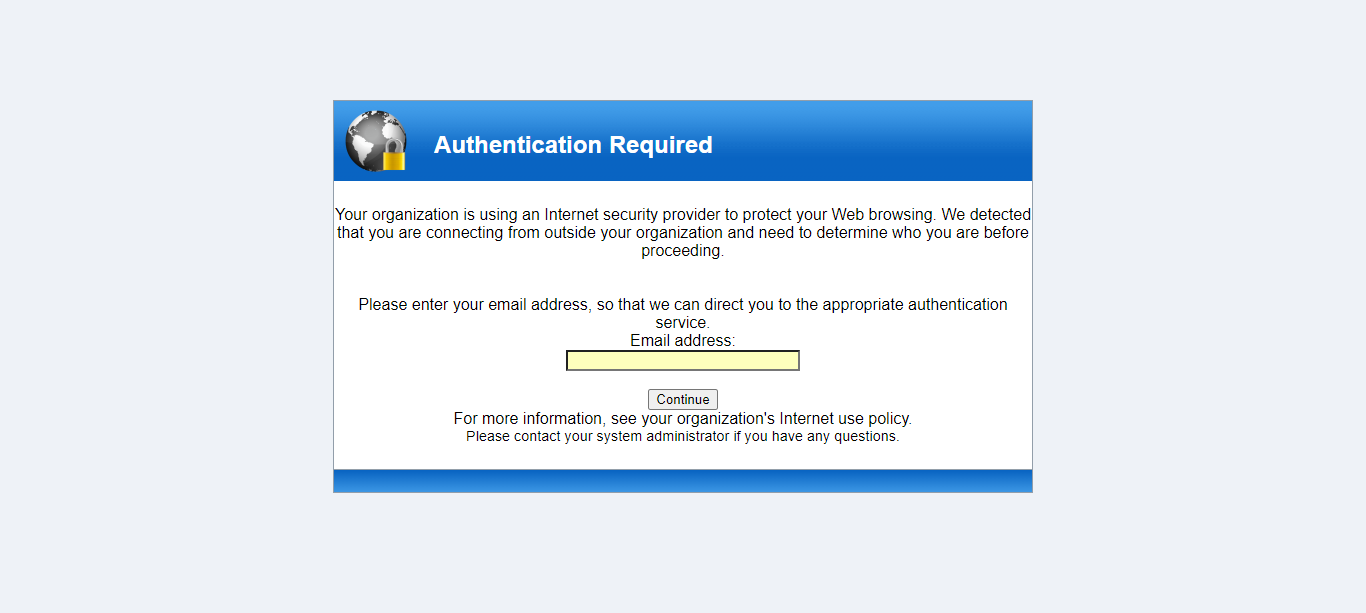 Authentication Required
Your organization is using an Internet security provider to protect your Web browsing. We detected
that you are connecting from outside your organization and need to determine who you are before
proceeding.
Please enter your email address, so that we can direct you to the appropriate authentication
service.
Email address:
Continue
For more information, see your organization's Internet use policy.
Please contact your system administrator if you have any questions.